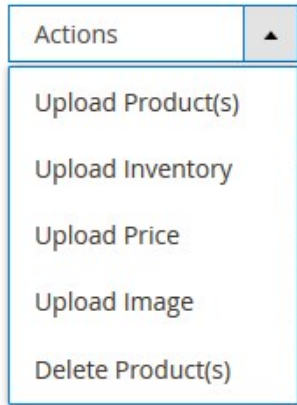 Actions
Upload Product(s)
Upload Inventory
Upload Price
Upload Image
Delete Product(s)